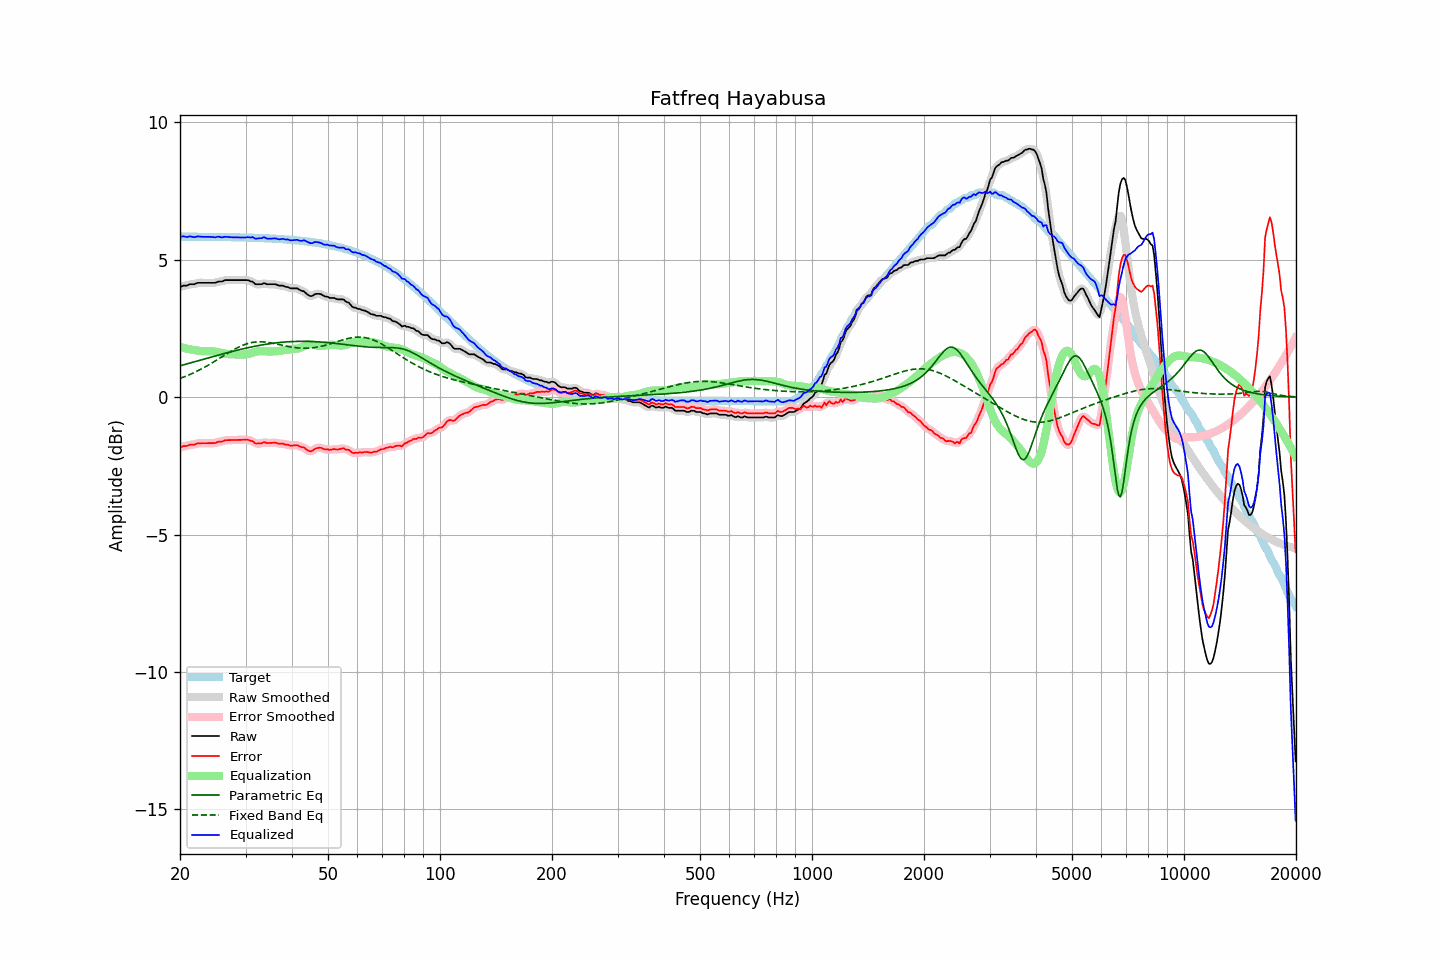 Fatfreq Hayabusa
10
5
0
−5
−10
−15
Amplitude (dBr)
Target
Raw Smoothed
Error Smoothed
Raw
Error
Equalization
Parametric Eq
Fixed Band Eq
Equalized
20 50 100 200 500 1000 2000 5000 10000 20000
Frequency (Hz)